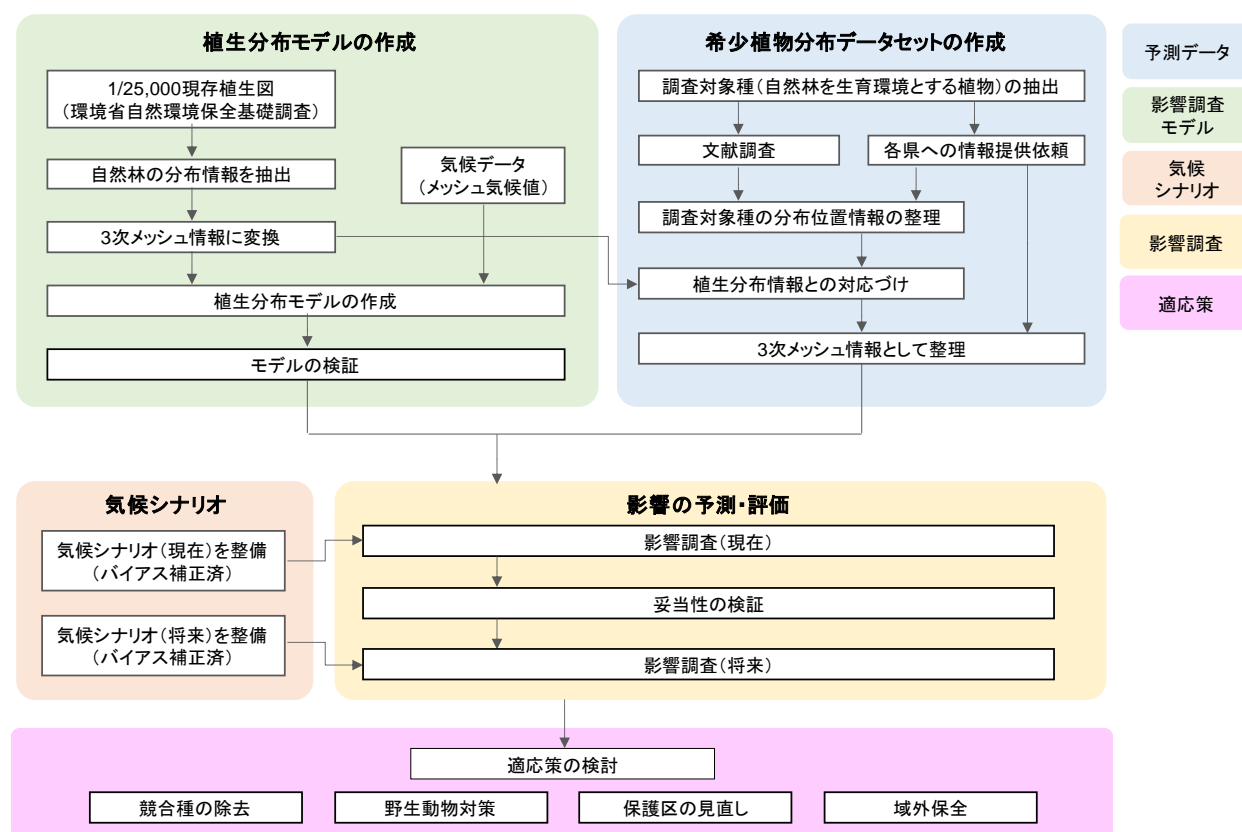 植生分布モデルの作成
1/25,000現存植生図
（環境省自然環境保全基礎調査）
自然林の分布情報を抽出
3次メッシュ情報に変換
気候データ
（メッシュ気候値）
植生分布モデルの作成
モデルの検証
希少植物分布データセットの作成
調査対象種（自然林を生育環境とする植物）の抽出
文献調査
各県への情報提供依頼
調査対象種の分布位置情報の整理
植生分布情報との対応づけ
3次メッシュ情報として整理
予測データ
影響調査
モデル
気候
シナリオ
影響調査
適応策
気候シナリオ
気候シナリオ（現在）を整備
（バイアス補正済）
気候シナリオ（将来）を整備
（バイアス補正済）
影響の予測・評価
影響調査（現在）
妥当性の検証
影響調査（将来）
適応策の検討
競合種の除去
野生動物対策
保護区の見直し
域外保全